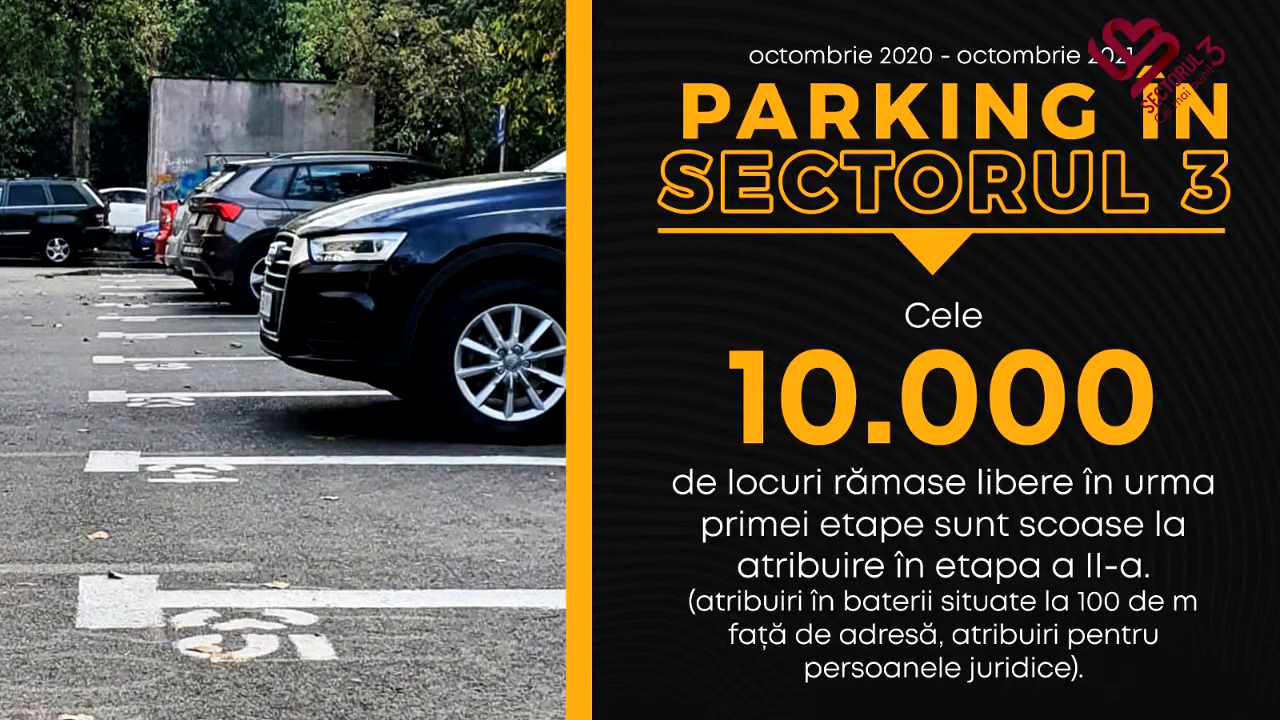 octombrie 2020 - octombrie 2021
PARKING ÎN
SECTORUL 3
SECTORUL 3
Cele
10.000
de locuri rămase libere în urma
primei etape sunt scoase la
atribuire în etapa a II-a.
(atribuiri în baterii situate la 100 de m
față de adresă, atribuiri pentru
persoanele juridice).